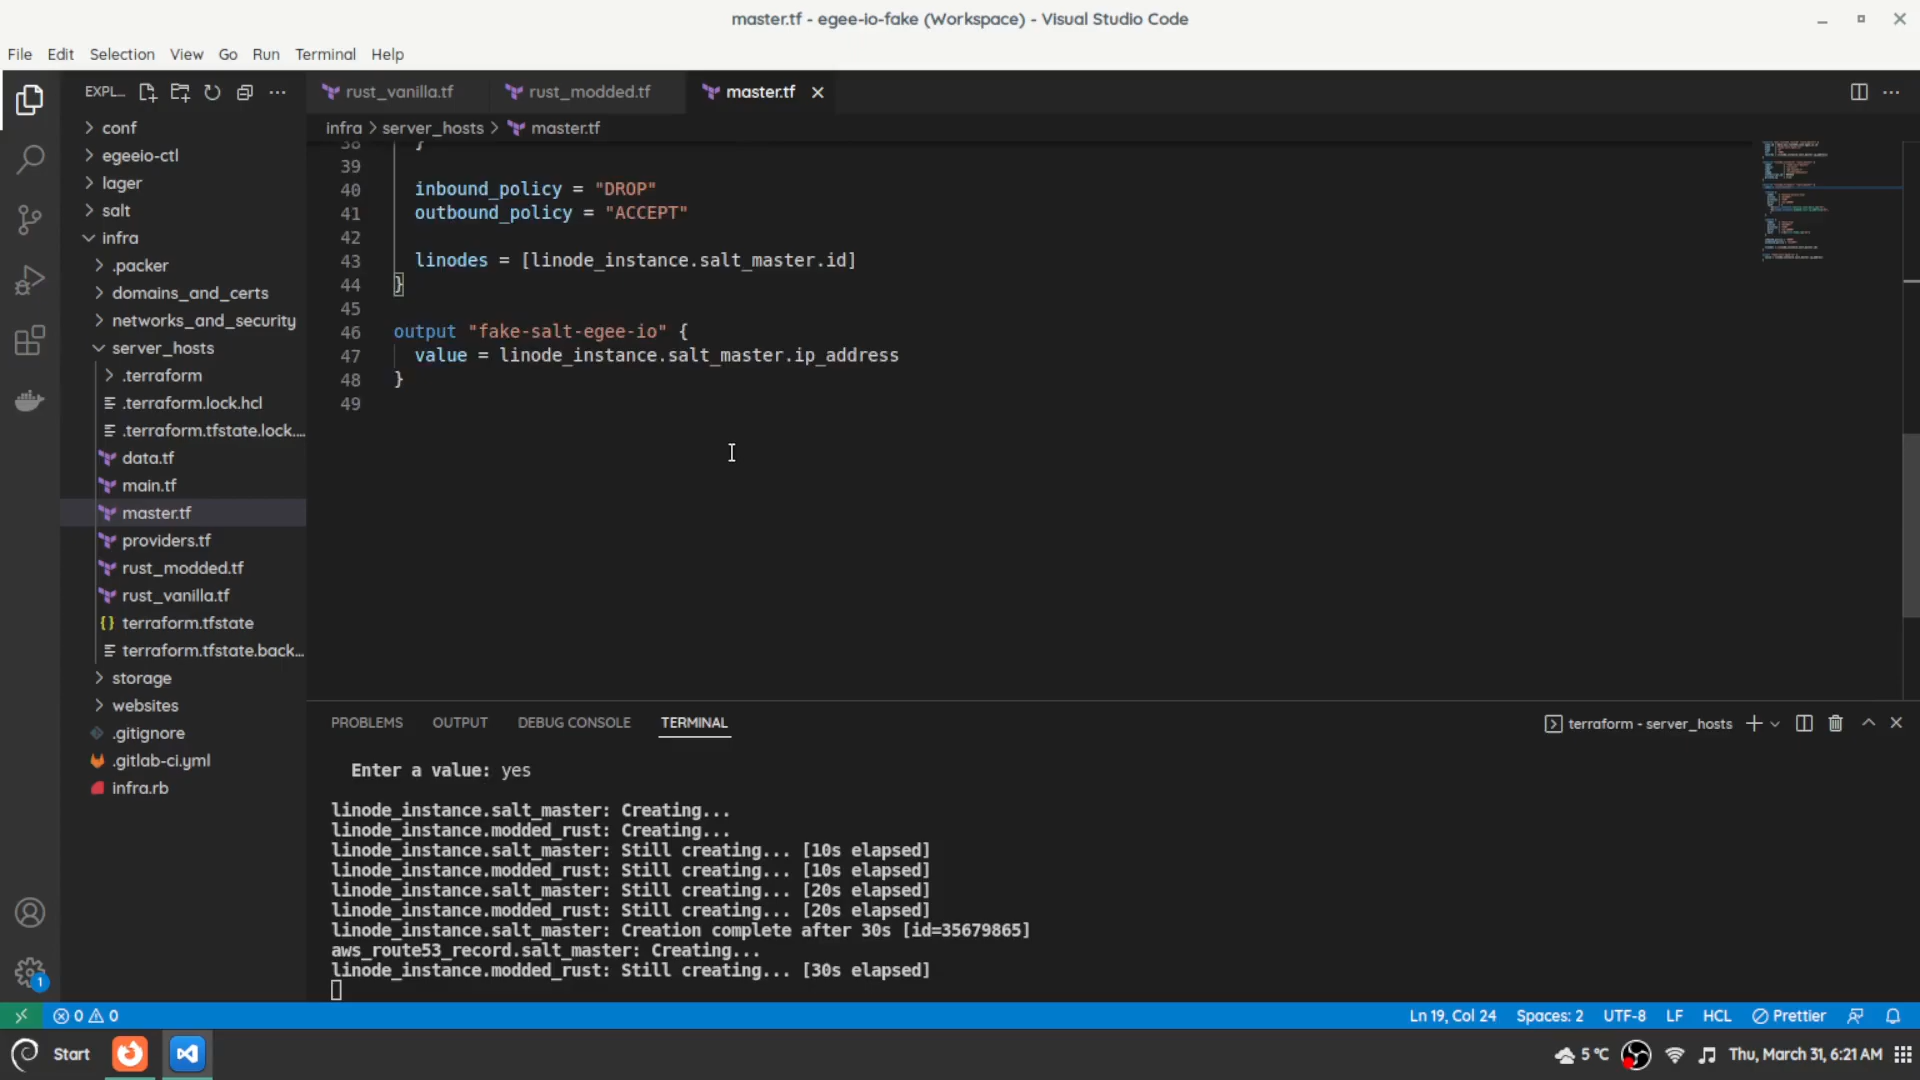 master.tf - egee-io-fake (Workspace) - Visual Studio Code
File Edit Selection View Go Run Terminal Help
EXPL... 
rust_vanilla.tf rust_modded.tf master.tf
infra > server_hosts > master.tf
conf
egeeio-ctl
lager
salt
infra
.packer
domains_and_certs
networks_and_security
server_hosts
.terraform
.terraform.lock.hcl
.terraform.tfstate.lock....
data.tf
main.tf
master.tf
providers.tf
rust_modded.tf
rust_vanilla.tf
{} terraform.tfstate
terraform.tfstate.back...
storage
websites
.gitignore
.gitlab-ci.yml
infra.rb
38 }
39
40 inbound_policy = "DROP"
41 outbound_policy = "ACCEPT"
42
43 linodes = [linode_instance.salt_master.id]
44 }
45
46 output "fake-salt-egee-io" {
47 value = linode_instance.salt_master.ip_address
48 }
49
PROBLEMS OUTPUT DEBUG CONSOLE TERMINAL
terraform - server_hosts
Enter a value: yes
linode_instance.salt_master: Creating...
linode_instance.modded_rust: Creating...
linode_instance.salt_master: Still creating... [10s elapsed]
linode_instance.modded_rust: Still creating... [10s elapsed]
linode_instance.salt_master: Still creating... [20s elapsed]
linode_instance.modded_rust: Still creating... [20s elapsed]
linode_instance.salt_master: Creation complete after 30s [id=35679865]
aws_route53_record.salt_master: Creating...
linode_instance.modded_rust: Still creating... [30s elapsed]
1
0 0
Ln 19, Col 24 Spaces: 2 UTF-8 LF HCL Prettier
Start
5 °C Thu, March 31, 6:21 AM